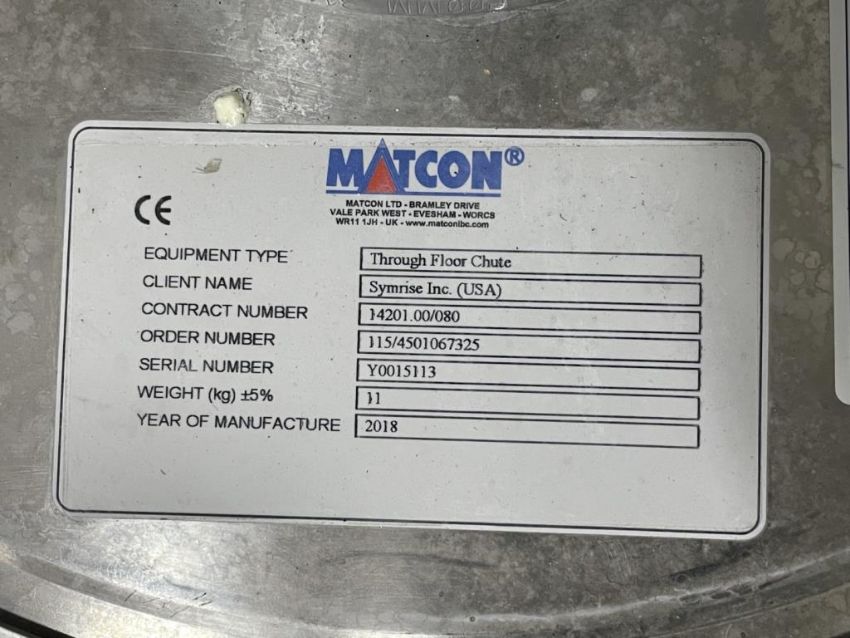 MATCON®
MATCON LTD - BRAMLEY DRIVE
VALE PARK WEST - EVESHAM - WORCS
WR11 1JH - UK - www.matconibc.com
CE
EQUIPMENT TYPE Through Floor Chute
CLIENT NAME Symrise Inc. (USA)
CONTRACT NUMBER 14201.00/080
ORDER NUMBER 115/4501067325
SERIAL NUMBER Y0015113
WEIGHT (kg) ±5% 11
YEAR OF MANUFACTURE 2018